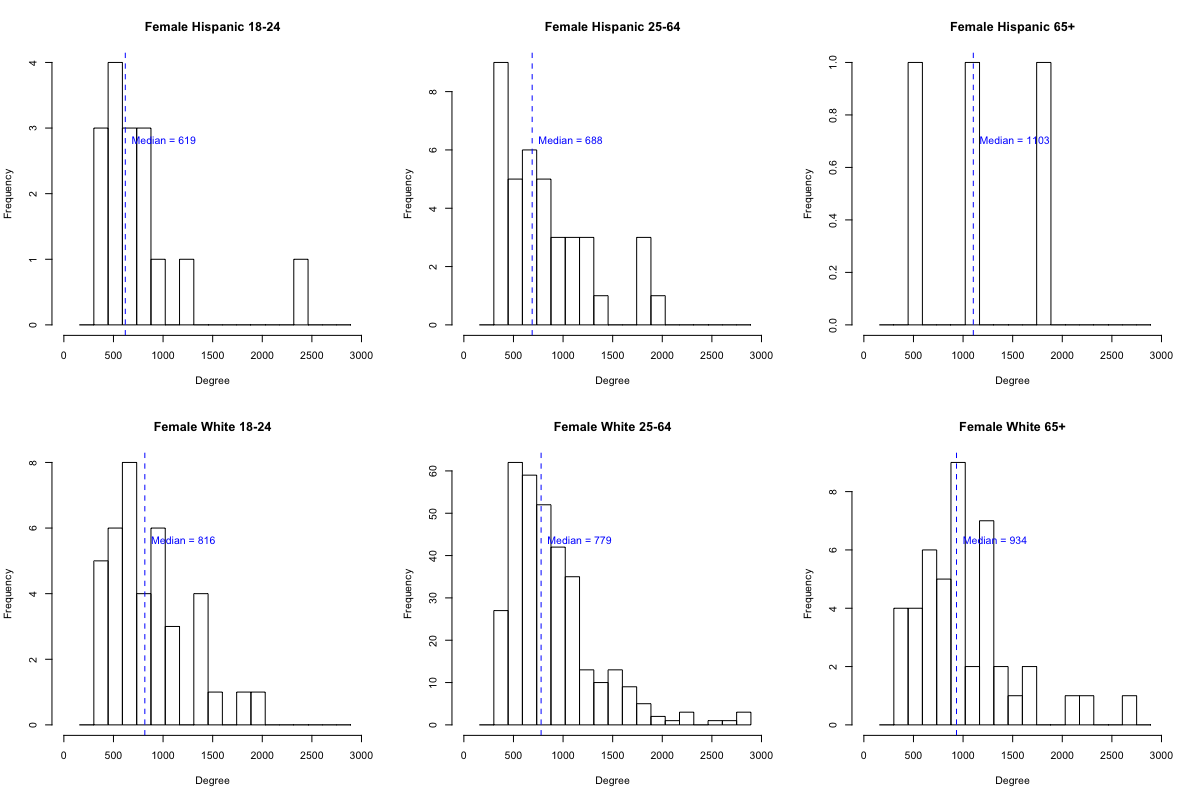 Female Hispanic 18-24
Frequency
0
1
2
3
4
Median = 619
0 500 1000 1500 2000 2500 3000
Degree
Female Hispanic 25-64
Frequency
0
2
4
6
8
Median = 688
0 500 1000 1500 2000 2500 3000
Degree
Female Hispanic 65+
Frequency
0.0
0.2
0.4
0.6
0.8
1.0
Median = 1103
0 500 1000 1500 2000 2500 3000
Degree
Female White 18-24
Frequency
0
2
4
6
8
Median = 816
0 500 1000 1500 2000 2500 3000
Degree
Female White 25-64
Frequency
0
10
20
30
40
50
60
Median = 779
0 500 1000 1500 2000 2500 3000
Degree
Female White 65+
Frequency
0
2
4
6
8
Median = 934
0 500 1000 1500 2000 2500 3000
Degree